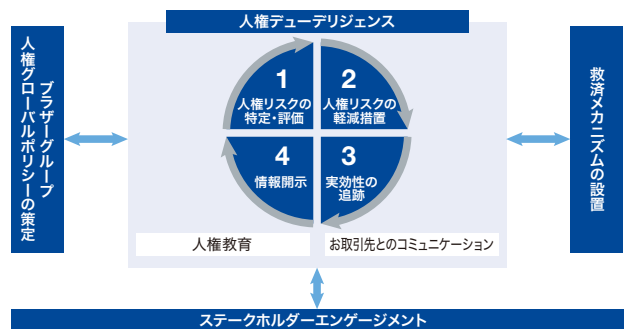 人権デューデリジェンス
ブラザーグループ
人権グローバルポリシーの策定
1
人権リスクの
特定・評価
2
人権リスクの
軽減措置
4
情報開示
3
実効性の
追跡
人権教育
お取引先とのコミュニケーション
救済メカニズムの設置
ステークホルダーエンゲージメント